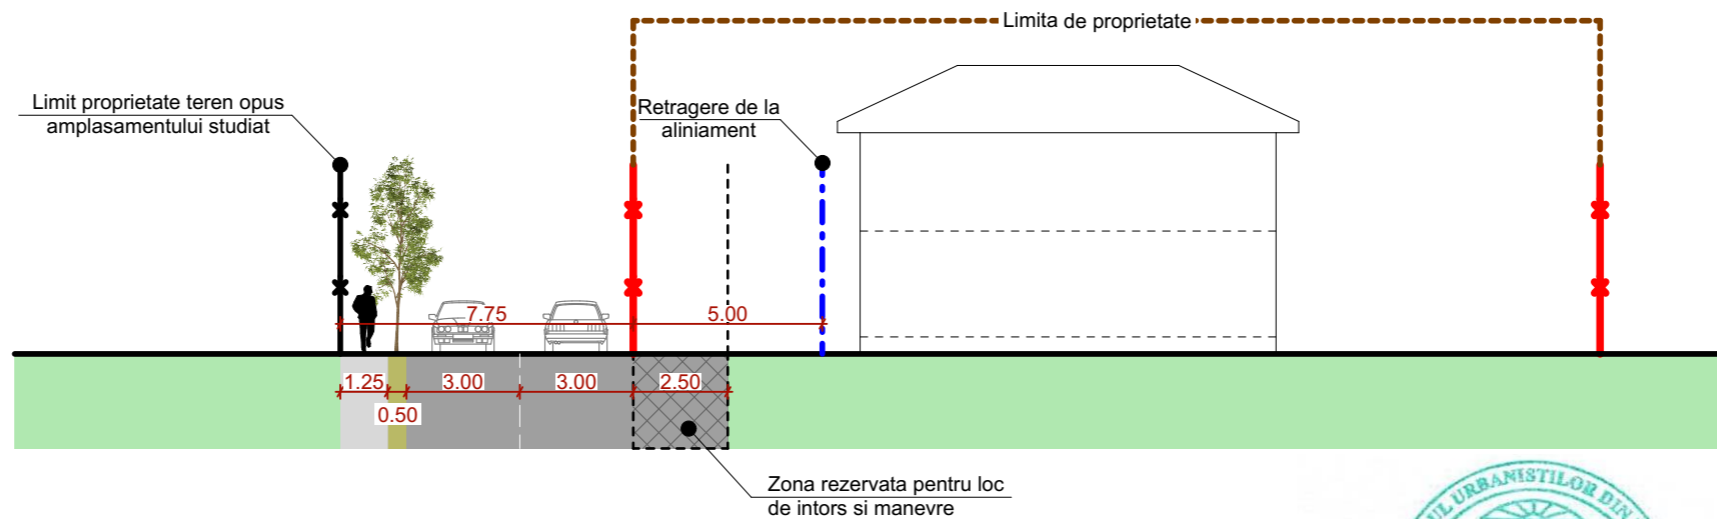 Limita de proprietate
Limit proprietate teren opus
amplasamentului studiat
Retragere de la
aliniament
7.75
5.00
1.25
3.00
3.00
2.50
0.50
Zona rezervata pentru loc
de intors si manevre
URBANISTILOR DIN